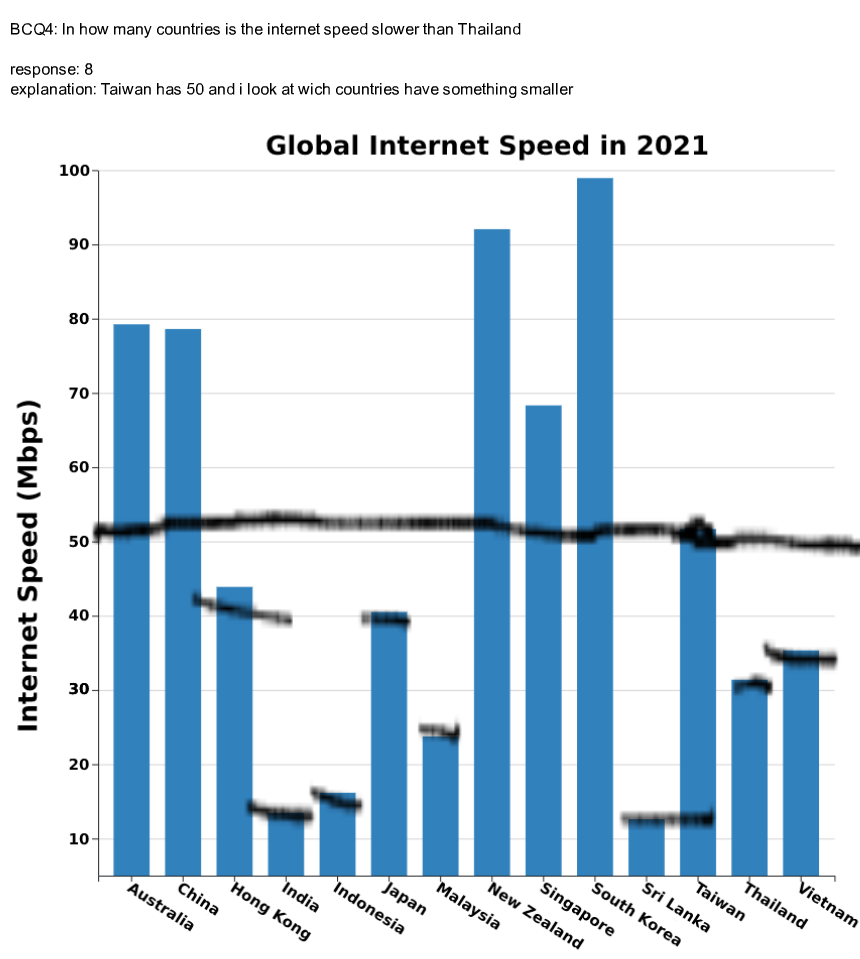 BCQ4: In how many countries is the internet speed slower than Thailand
response: 8
explanation: Taiwan has 50 and i look at wich countries have something smaller
Global Internet Speed in 2021
Internet Speed (Mbps)
100
90
80
70
60
50
40
30
20
10
Australia
China
Hong Kong
India
Indonesia
Japan
Malaysia
New Zealand
Singapore
South Korea
Sri Lanka
Taiwan
Thailand
Vietnam